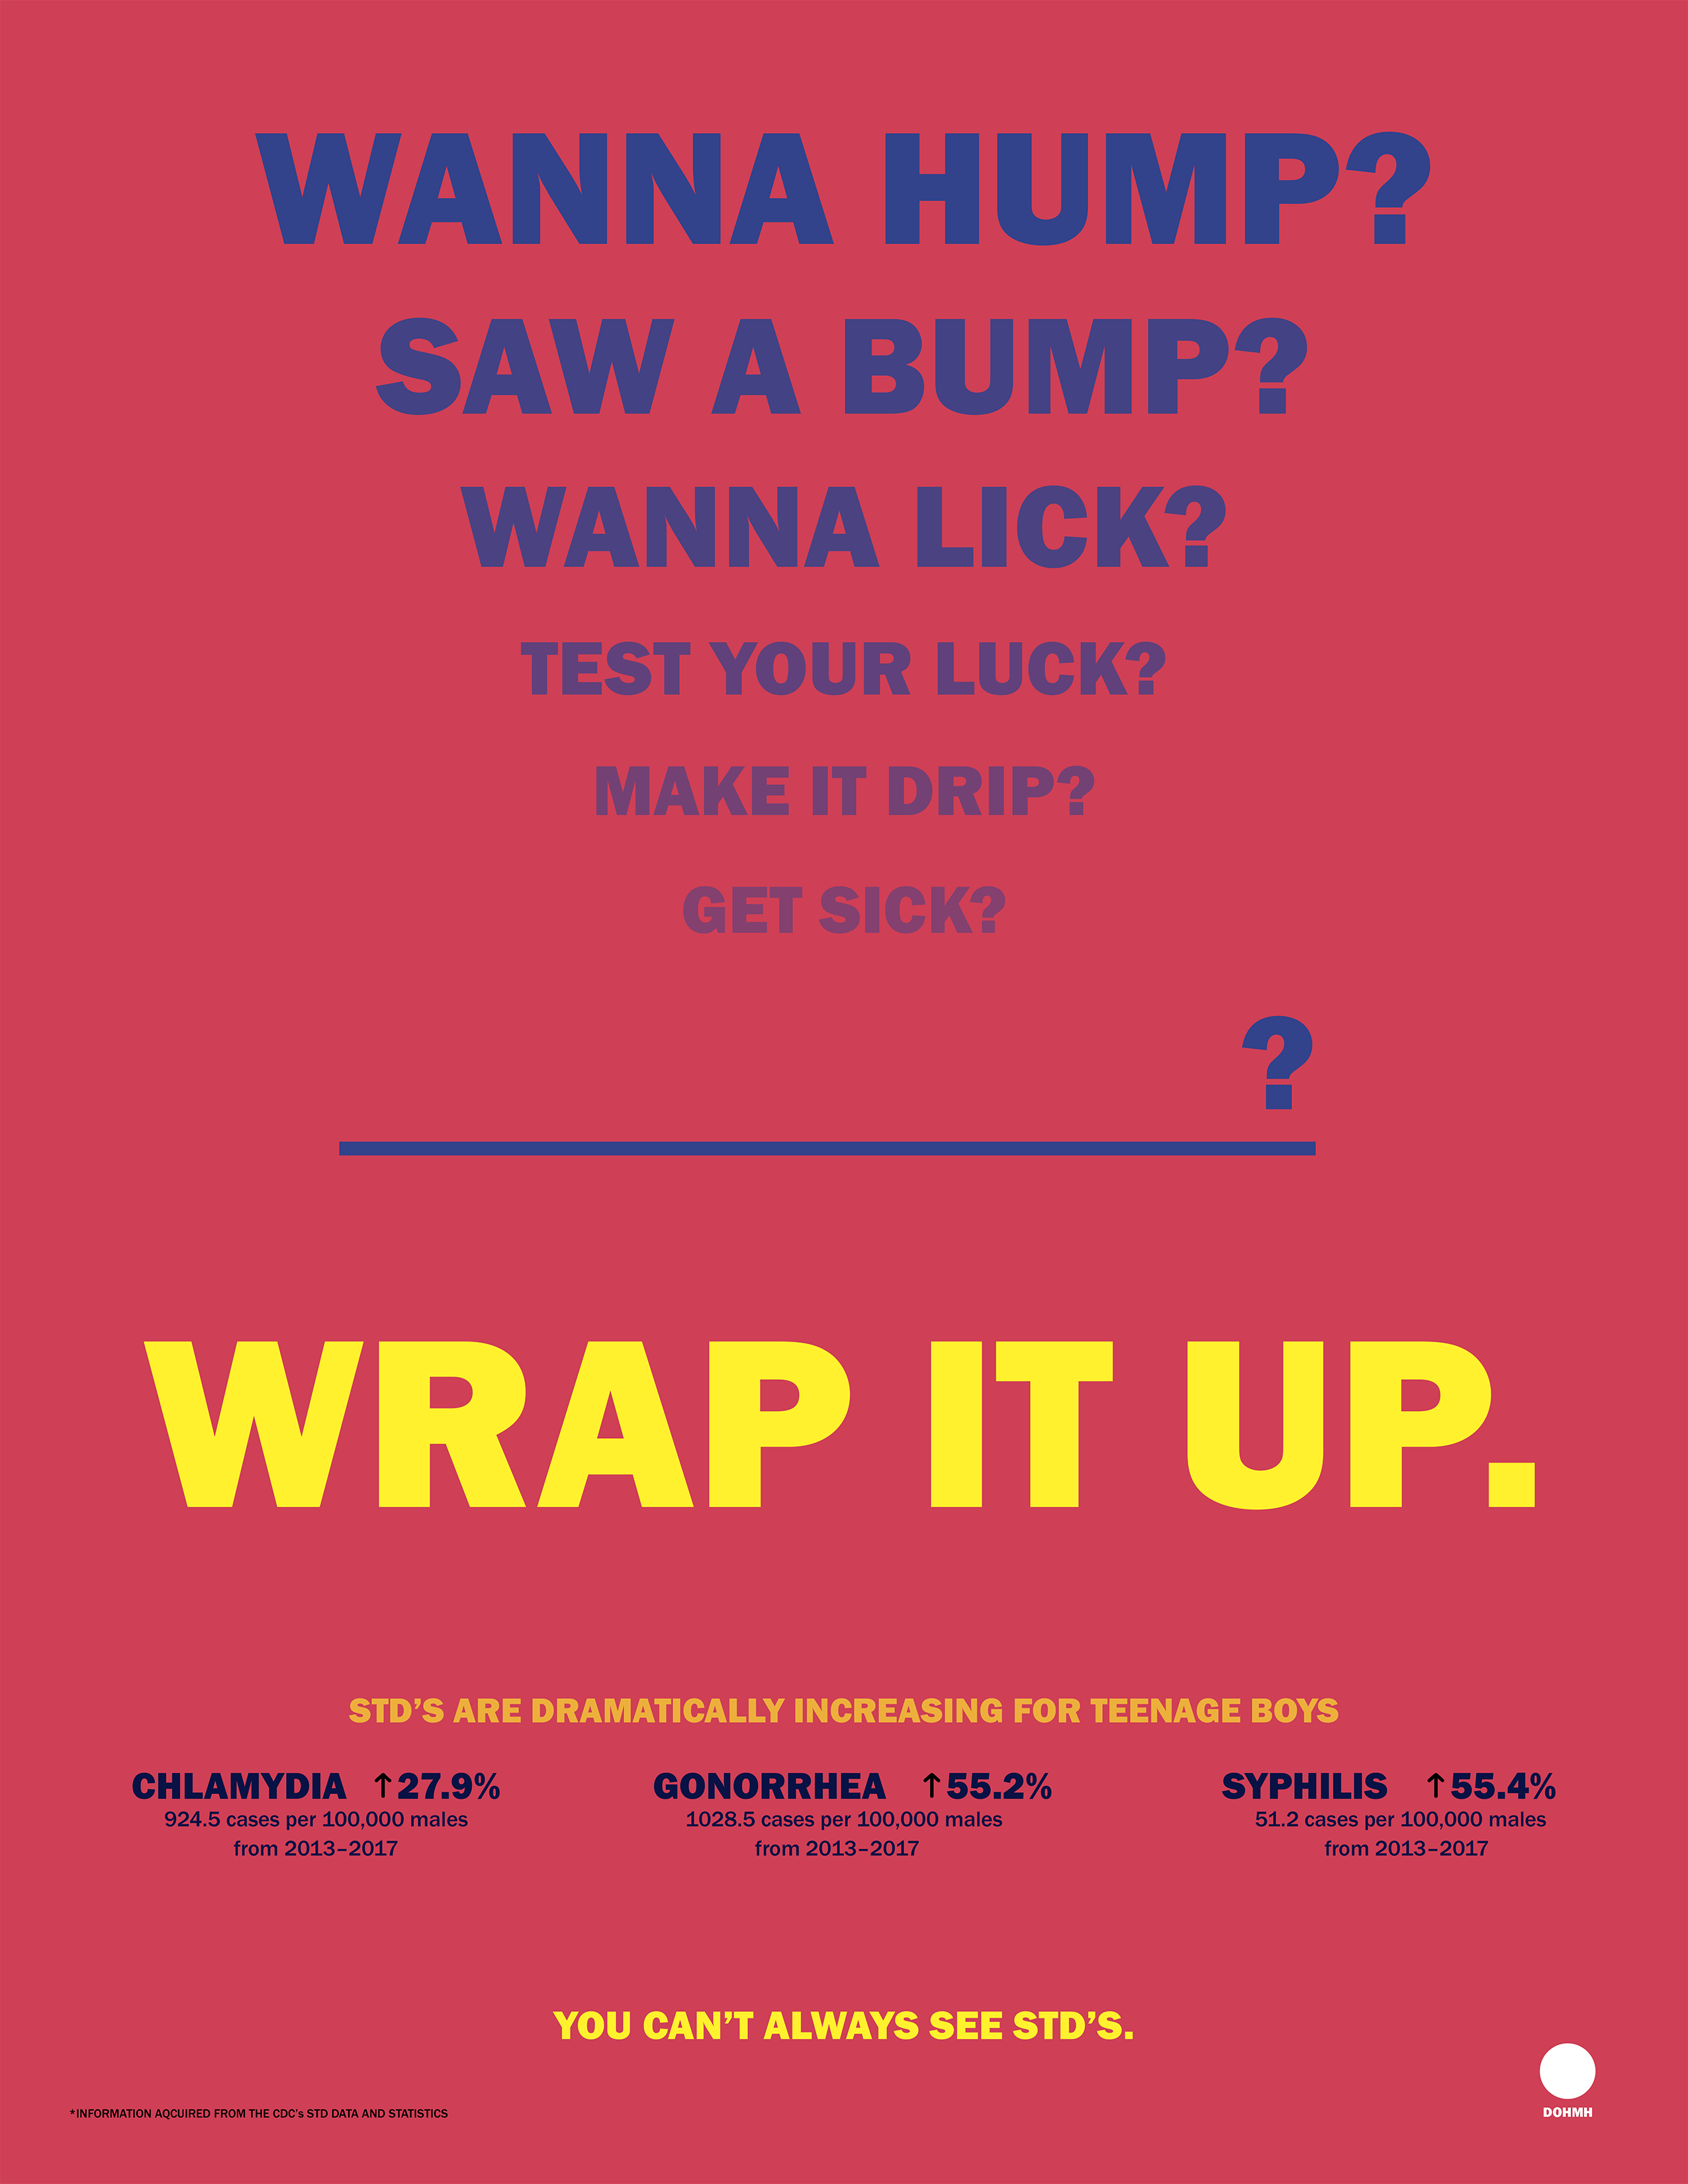 WANNA HUMP?
SAW A BUMP?
WANNA LICK?
TEST YOUR LUCK?
MAKE IT DRIP?
GET SICK?
?
WRAP IT UP.
STD’S ARE DRAMATICALLY INCREASING FOR TEENAGE BOYS
CHLAMYDIA ↑27.9%
924.5 cases per 100,000 males
from 2013–2017
GONORRHEA ↑55.2%
1028.5 cases per 100,000 males
from 2013–2017
SYPHILIS ↑55.4%
51.2 cases per 100,000 males
from 2013–2017
YOU CAN’T ALWAYS SEE STD’S.
*INFORMATION AQCUIRED FROM THE CDC’s STD DATA AND STATISTICS
DOHMH